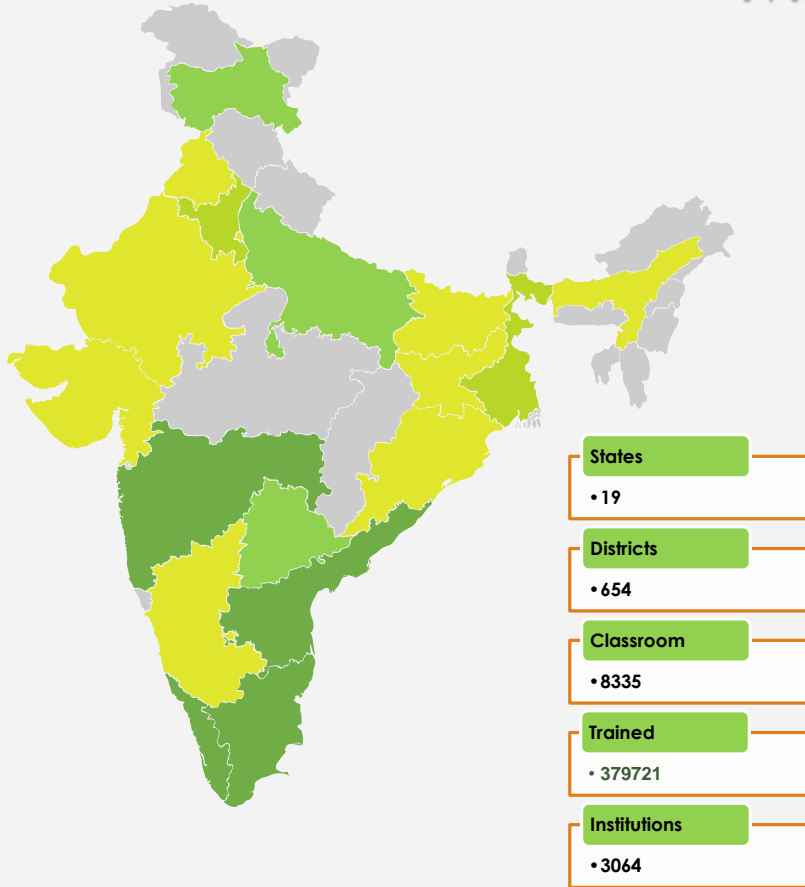 States
• 19
Districts
• 654
Classroom
• 8335
Trained
• 379721
Institutions
• 3064